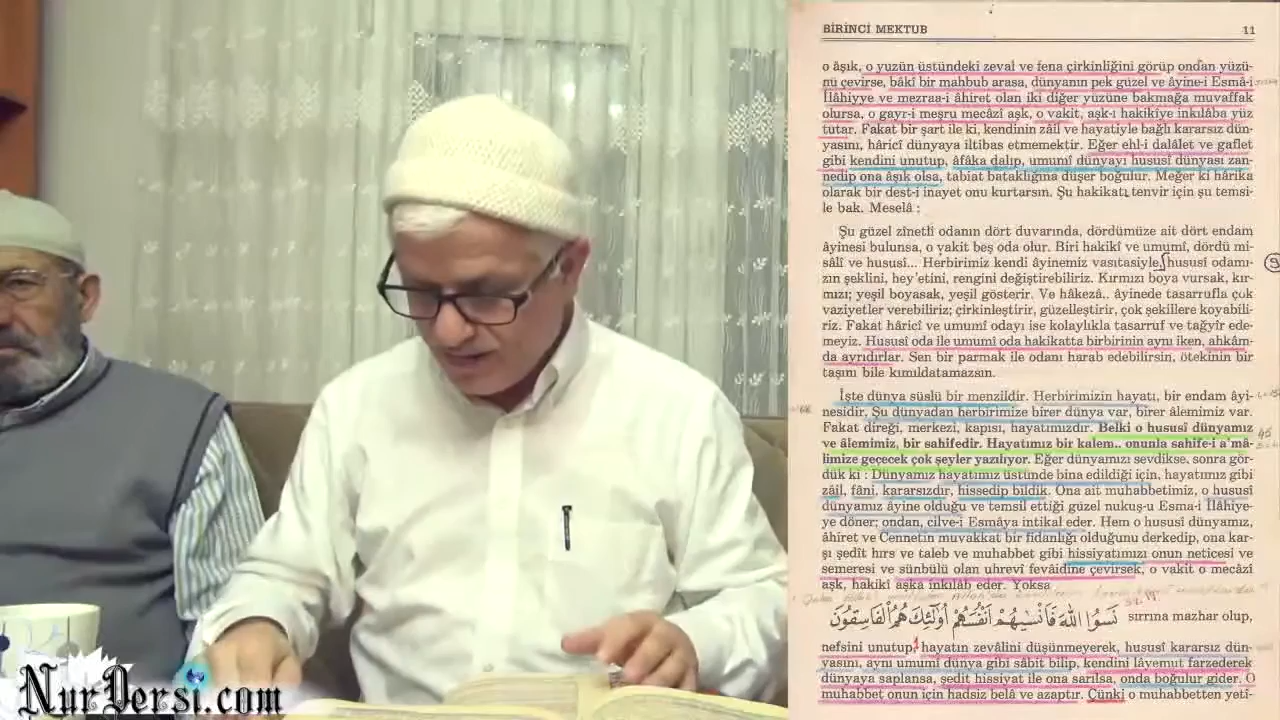 BİRİNCİ MEKTUB 11
o âşık, o yüzün üstündeki zeval ve fena çirkinliğini görüp ondan yüzü-
nü çevirse, bâkî bir mahbub arasa, dünyanın pek güzel ve âyine-i Esmâ-i
İlâhiyye ve mezraa-i âhiret olan iki diğer yüzüne bakmağa muvaffak
olursa, o gayr-i meşru mecâzî aşk, o vakit, aşk-ı hakikîye inkılâba yüz
tutar. Fakat bir şart ile ki, kendinin zâil ve hayatiyle bağlı kararsız dün-
yasını, hâricî dünyaya iltibas etmemektir. Eğer ehl-i dalâlet ve gaflet
gibi kendini unutup, âfâka dalıp, umumî dünyayı hususî dünyası zan-
nedip ona âşık olsa, tabiat bataklığına düşer boğulur. Meğer ki hârika
olarak bir dest-i inayet onu kurtarsın. Şu hakikatı tenvir için şu temsi-
le bak. Meselâ :
Şu güzel zînetli odanın dört duvarında, dördümüze ait dört endam
âyinesi bulunsa, o vakit beş oda olur. Biri hakikî ve umumî, dördü mi-
sâlî ve hususî... Herbirimiz kendi âyinemiz vasıtasiyle, hususî odamı-
zın şeklini, hey'etini, rengini değiştirebiliriz. Kırmızı boya vursak, kır-
mızı; yeşil boyasak, yeşil gösterir. Ve hâkezâ.. âyinede tasarrufla çok
vaziyetler verebiliriz; çirkinleştirir, güzelleştirir, çok şekillere koyabili-
riz. Fakat hâricî ve umumî odayı ise kolaylıkla tasarruf ve tağyîr ede-
meyiz. Hususî oda ile umumî oda hakikatta birbirinin aynı iken, ahkâm-
da ayrıdırlar. Sen bir parmak ile odanı harab edebilirsin, ötekinin bir
taşını bile kımıldatamazsın.
İşte dünya süslü bir menzildir. Herbirimizin hayatı, bir endam âyi-
nesidir. Şu dünyadan herbirimize birer dünya var, birer âlemimiz var.
Fakat direği, merkezi, kapısı, hayatımızdır. Belki o hususî dünyamız
ve âlemimiz, bir sahifedir. Hayatımız bir kalem.. onunla sahife-i a'mâ-
limize geçecek çok şeyler yazılıyor. Eğer dünyamızı sevdikse, sonra gör-
dük ki : Dünyamız hayatımız üstünde bina edildiği için, hayatımız gibi
zâil, fâni, kararsızdır, hissedip bildik. Ona ait muhabbetimiz, o hususî
dünyamız âyine olduğu ve temsil ettiği güzel nukuş-u Esma-i İlâhiye-
ye döner; ondan, cilve-i Esmâya intikal eder. Hem o hususî dünyamız,
âhiret ve Cennetin muvakkat bir fidanlığı olduğunu derkedip, ona kar-
şı şedît hırs ve taleb ve muhabbet gibi hissiyatımızı onun neticesi ve
semeresi ve sünbülü olan uhrevî fevâidine çevirsek, o vakit o mecâzî
aşk, hakikî aşka inkılâb eder. Yoksa
نَسُوا اللّٰهَ فَاَنْسٰيهُمْ اَنْفُسَهُمْ اُولٰٓئِكَ هُمُ الْفَاسِقُونَ sırrına mazhar olup,
nefsini unutup, hayatın zevâlini düşünmeyerek, hususî kararsız dün-
yasını, aynı umumî dünya gibi sâbit bilip, kendini lâyemut farzederek
dünyaya saplansa, şedit hissiyat ile ona sarılsa, onda boğulur gider. O
muhabbet onun için hadsiz belâ ve azaptır. Çünki o muhabbetten yeti-
NurDersi.com